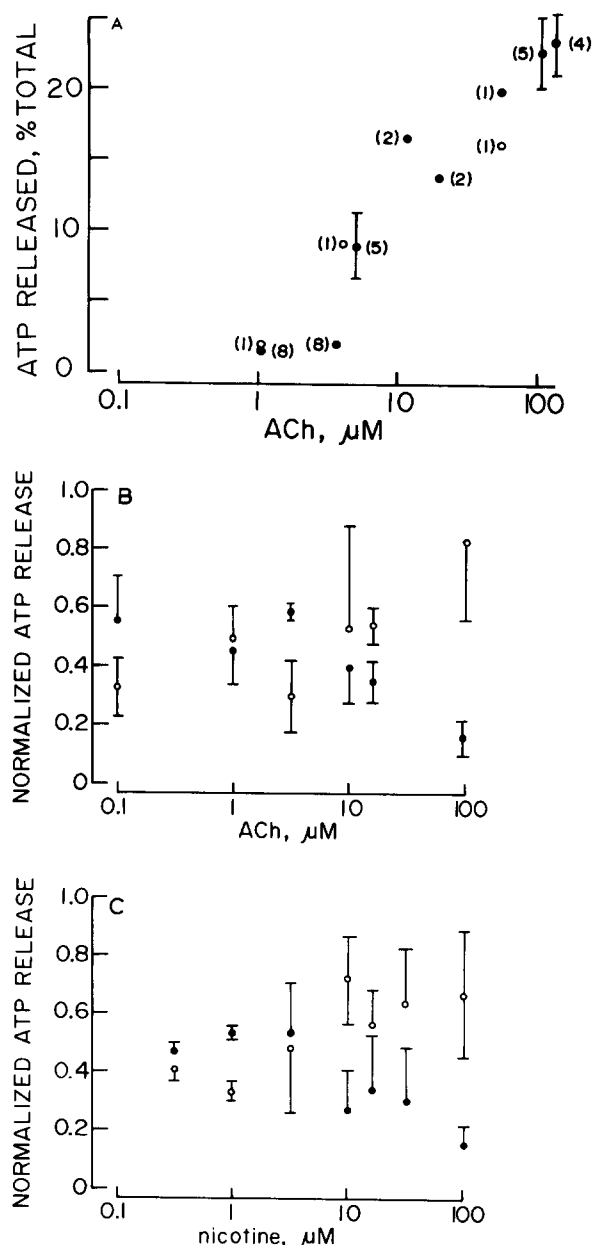 A
ATP RELEASED, % TOTAL
20
10
0
(5) (4)
(1)
(2) (1)
(2)
(1) (5)
(1) (8) (8)
0.1 1 10 100
ACh, μM
B
NORMALIZED ATP RELEASE
1.0
0.8
0.6
0.4
0.2
0
0.1 1 10 100
ACh, μM
C
NORMALIZED ATP RELEASE
1.0
0.8
0.6
0.4
0.2
0
0.1 1 10 100
nicotine, μM